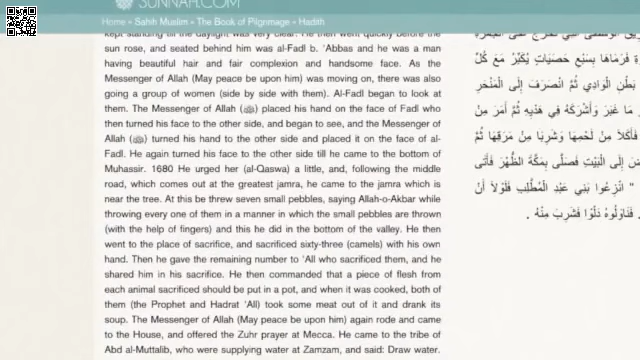 SUNNAH.COM
Home » Sahih Muslim » The Book of Pilgrimage » Hadith
kept standing till the daylight was very clear. He then went quickly before the
sun rose, and seated behind him was al-Fadl b. 'Abbas and he was a man
having beautiful hair and fair complexion and handsome face. As the
Messenger of Allah (May peace be upon him) was moving on, there was also
going a group of women (side by side with them). Al-Fadl began to look at
them. The Messenger of Allah (ﷺ) placed his hand on the face of Fadl who
then turned his face to the other side, and began to see, and the Messenger of
Allah (ﷺ) turned his hand to the other side and placed it on the face of al-
Fadl. He again turned his face to the other side till he came to the bottom of
Muhassir. 1680 He urged her (al-Qaswa) a little, and, following the middle
road, which comes out at the greatest jamra, he came to the jamra which is
near the tree. At this be threw seven small pebbles, saying Allah-o-Akbar while
throwing every one of them in a manner in which the small pebbles are thrown
(with the help of fingers) and this he did in the bottom of the valley. He then
went to the place of sacrifice, and sacrificed sixty-three (camels) with his own
hand. Then he gave the remaining number to 'All who sacrificed them, and he
shared him in his sacrifice. He then commanded that a piece of flesh from
each animal sacrificed should be put in a pot, and when it was cooked, both of
them (the Prophet and Hadrat 'All) took some meat out of it and drank its
soup. The Messenger of Allah (May peace be upon him) again rode and came
to the House, and offered the Zuhr prayer at Mecca. He came to the tribe of
Abd al-Muttalib, who were supplying water at Zamzam, and said: Draw water.
فَرَمَاهَا بِسَبْعِ حَصَيَاتٍ يُكَبِّرُ مَعَ كُلِّ
بَطْنِ الْوَادِي ثُمَّ انْصَرَفَ إِلَى الْمَنْحَرِ
مَا غَبَرَ وَأَشْرَكَهُ فِي هَدْيِهِ ثُمَّ أَمَرَ مِنْ
فَأَكَلاَ مِنْ لَحْمِهَا وَشَرِبَا مِنْ مَرَقِهَا ثُمَّ
إِلَى الْبَيْتِ فَصَلَّى بِمَكَّةَ الظُّهْرَ فَأَتَى
" انْزِعُوا بَنِي عَبْدِ الْمُطَّلِبِ فَلَوْلاَ أَنْ
فَنَاوَلُوهُ دَلْوًا فَشَرِبَ مِنْهُ .